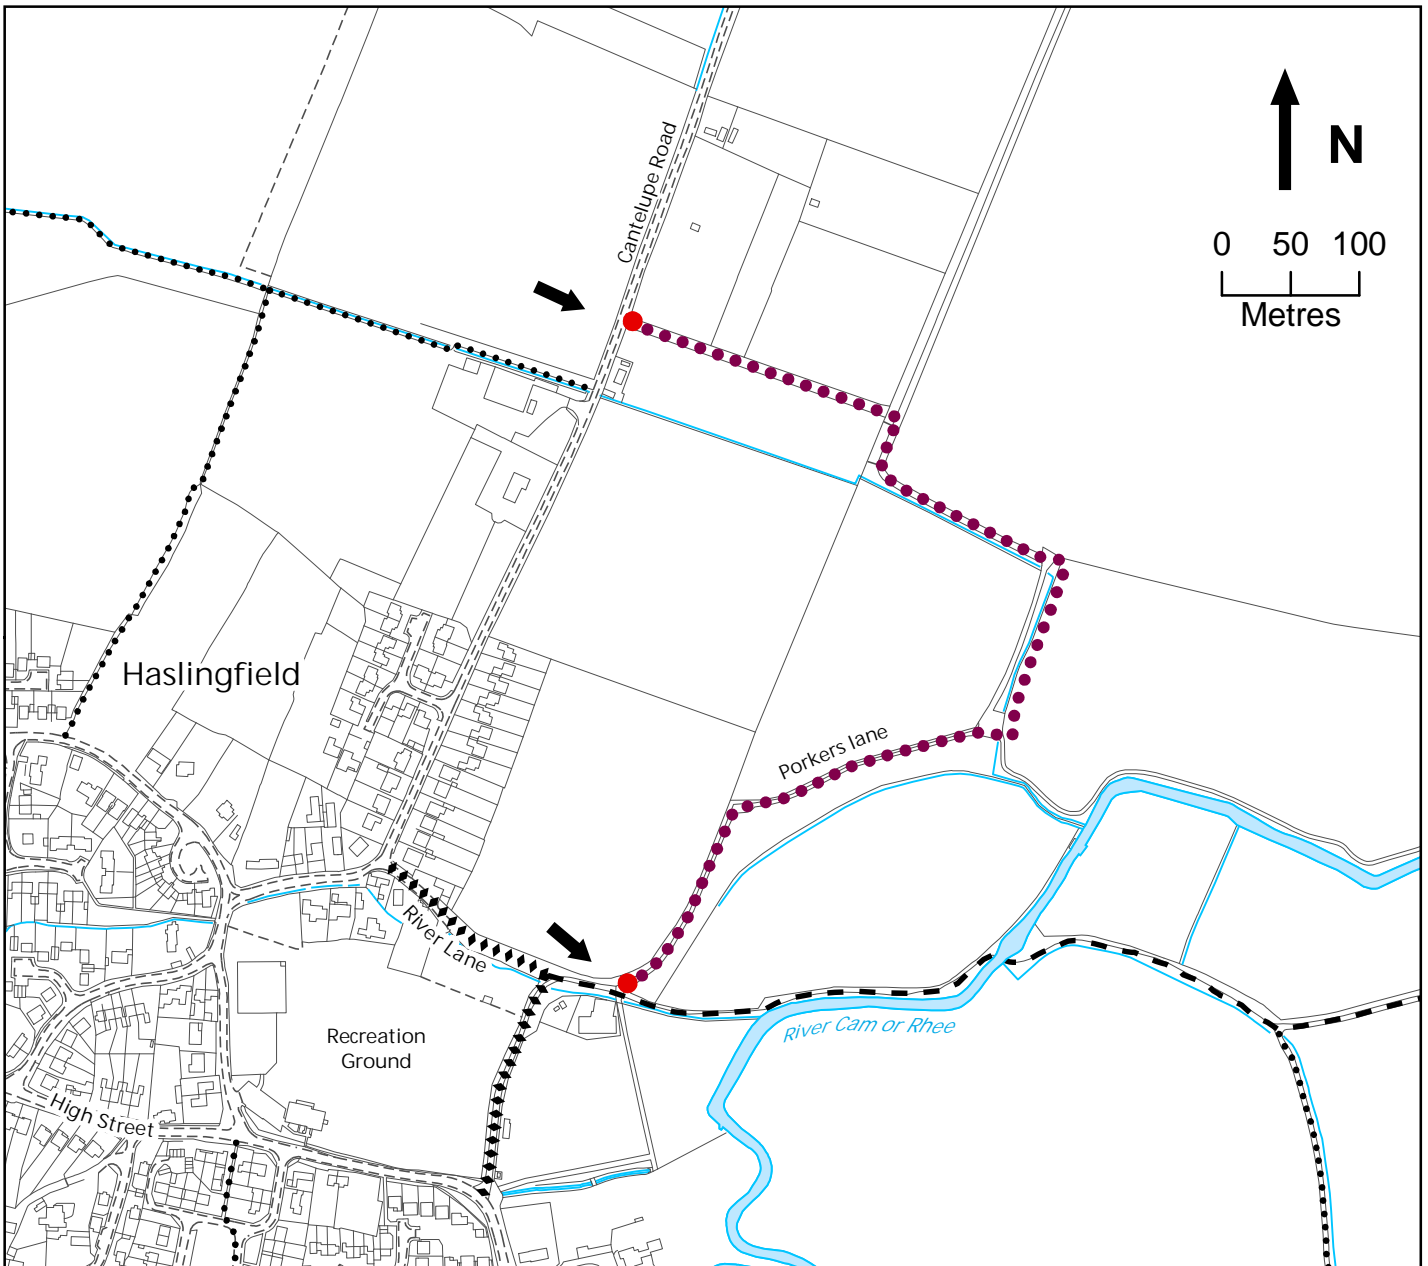 Cantelupe Road
N
0 50 100
Metres
Haslingfield
Porkers lane
River Lane
River Cam or Rhee
Recreation
Ground
High Street